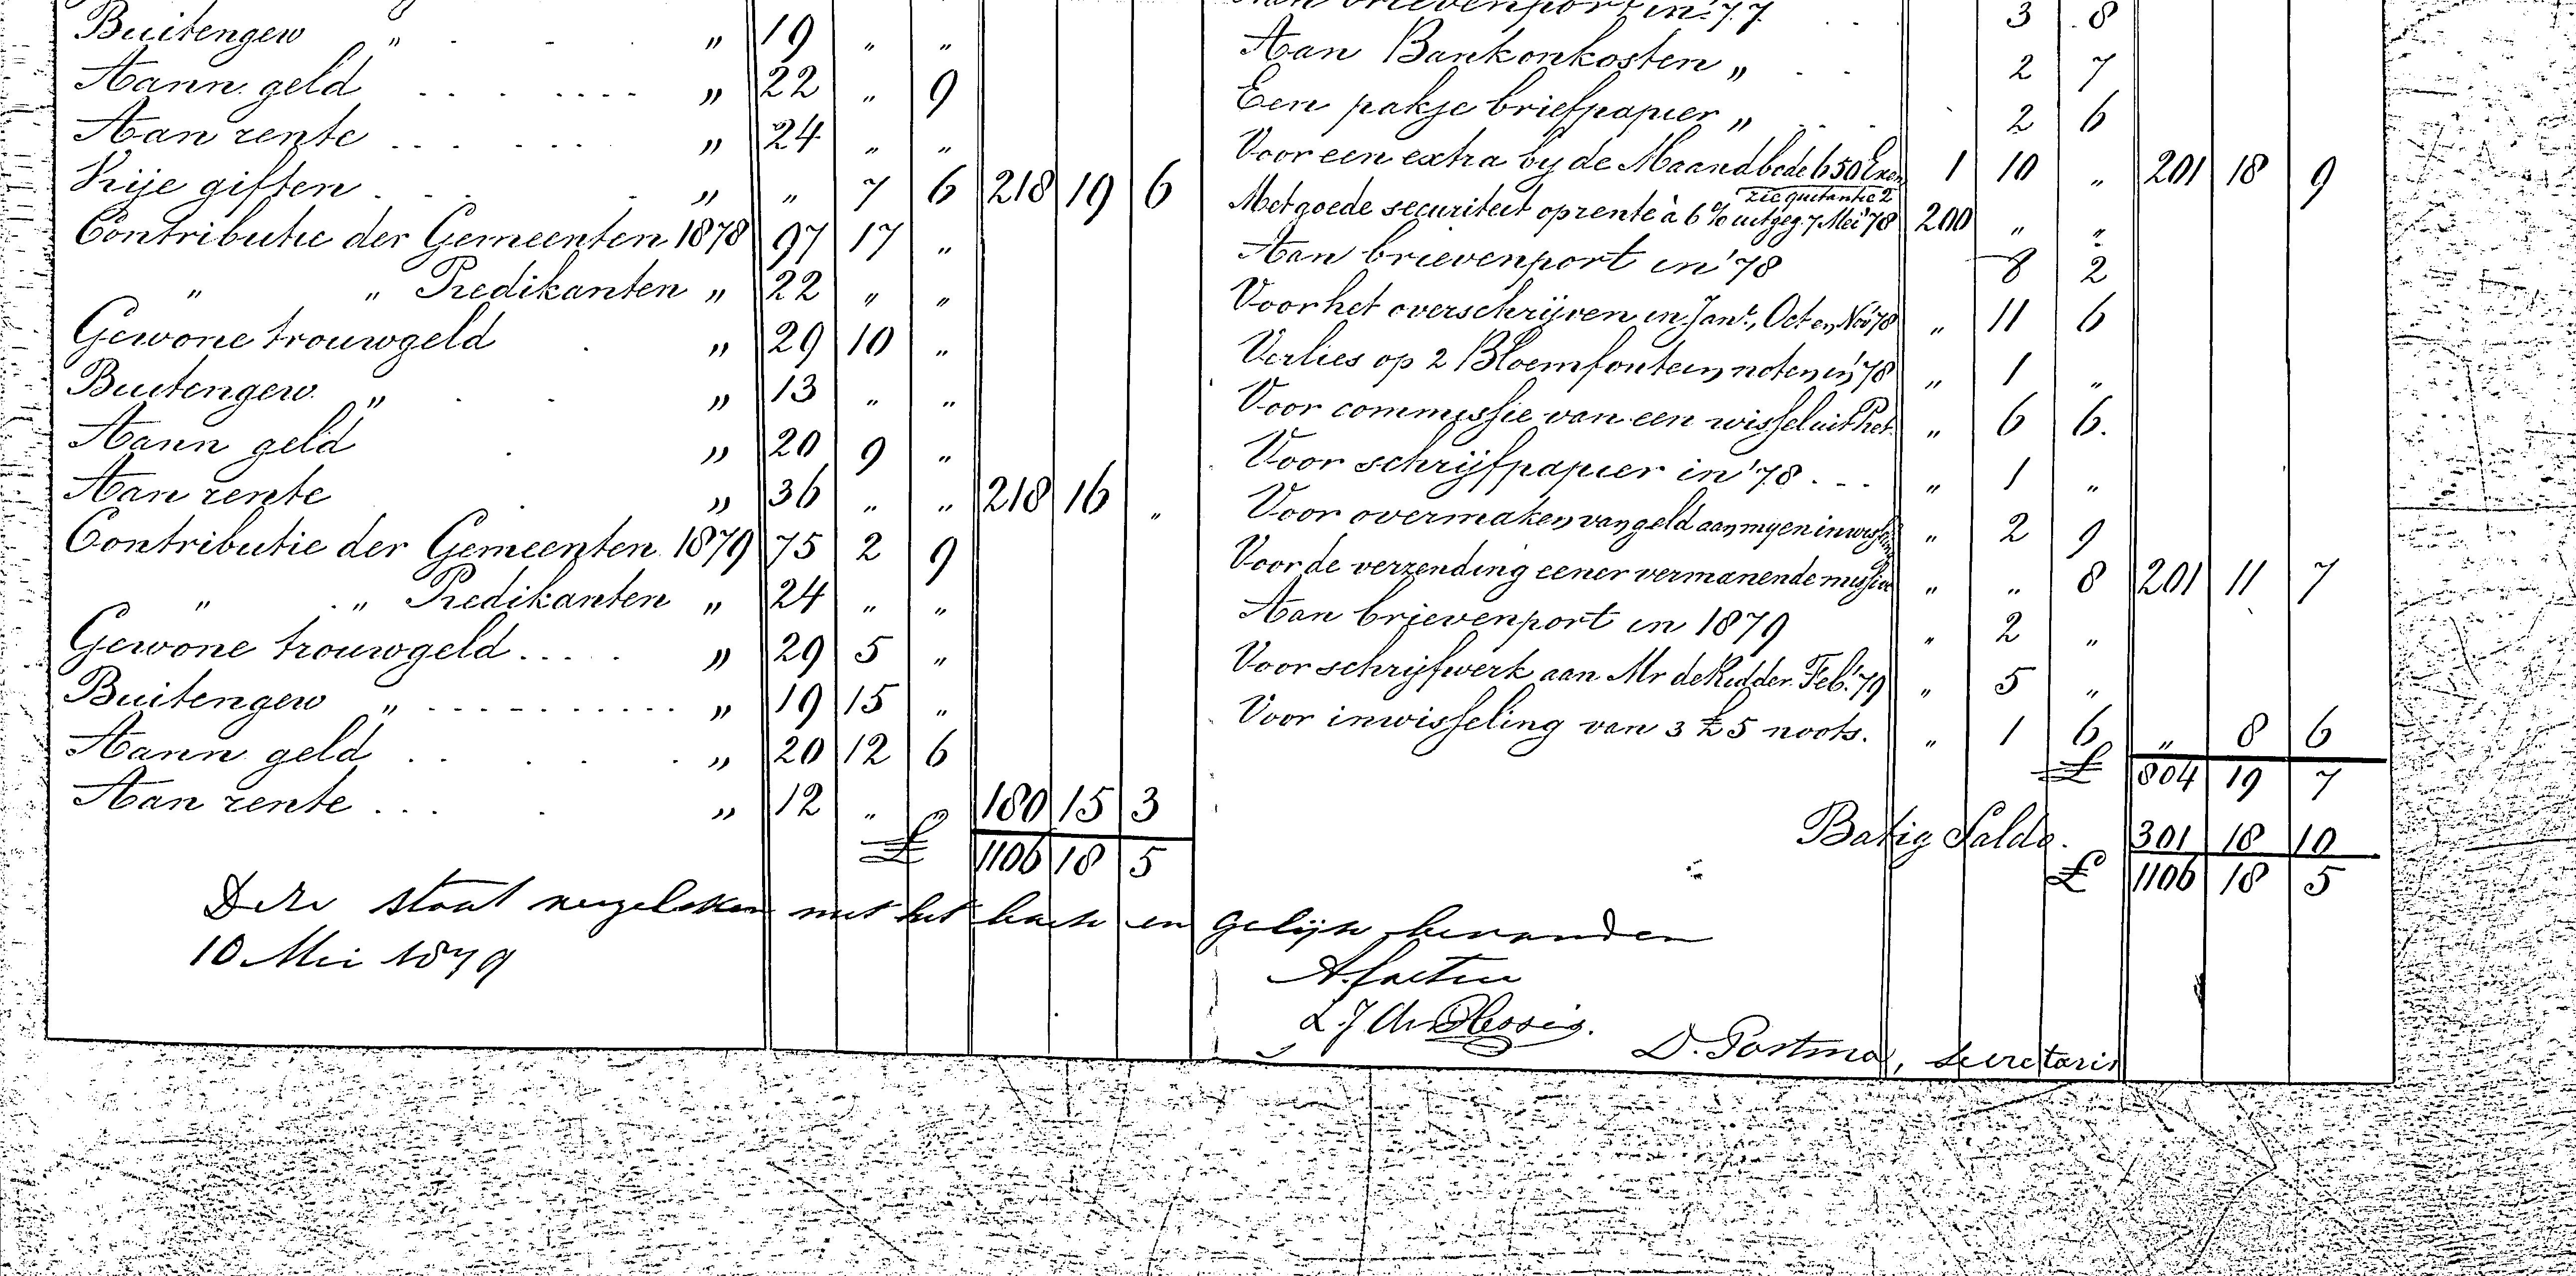 Buitengew " " 19 " "
Aann. geld " 22 " 9
Aan rente " 24 " "
Vrije giften " " 7 6 218 19 6
Contributie der Gemeenten 1878 97 17 "
" " Predikanten " 22 " "
Gewone trouwgeld " 29 10 "
Buitengew. " " 13 " "
Aann geld " 20 9 "
Aan rente " 36 " " 218 16 "
Contributie der Gemeenten 1879 75 2 9
" " Predikanten " 24 " "
Gewone trouwgeld " 29 5 "
Buitengew " " 19 15 "
Aann geld " 20 12 6
Aan rente " 12 " " 180 15 3
£ 1106 18 5
Aan brievenport in '77 3 8
Aan Bankonkosten " 2 7
Een pakje briefpapier " 2 6
Voor een extra by de Maandbode 650 Exen 1 10 " 201 18 9
zie quitantie 2
Met goede securiteit op rente à 6% uitgeg. 7 Mei '78 200 " "
Aan brievenport in '78 8 2
Voor het overschrijven in Jan., Oct en Nov '78 " 11 6
Verlies op 2 Bloemfontein noten in '78 " 1 "
Voor commissie van een wissel uit Pret. " 6 6.
Voor schrijfpapier in '78 " 1 "
Voor overmaken van geld aan my en inwisseling " 2 9
Voor de verzending eener vermanende missive " " 8 201 11 7
Aan brievenport in 1879 " 2 "
Voor schrijfwerk aan Mr de Ridder Feb. '79 " 5 "
Voor inwisseling van 3 £5 noots. " 1 6 " 8 6
£ 804 19 7
Batig Saldo. 301 18 10
£ 1106 18 5
Deze staat vergeleken met het boek en gelijk bevonden
10 Mei 1879
L. J du Plessis.
D. Postma, secretaris